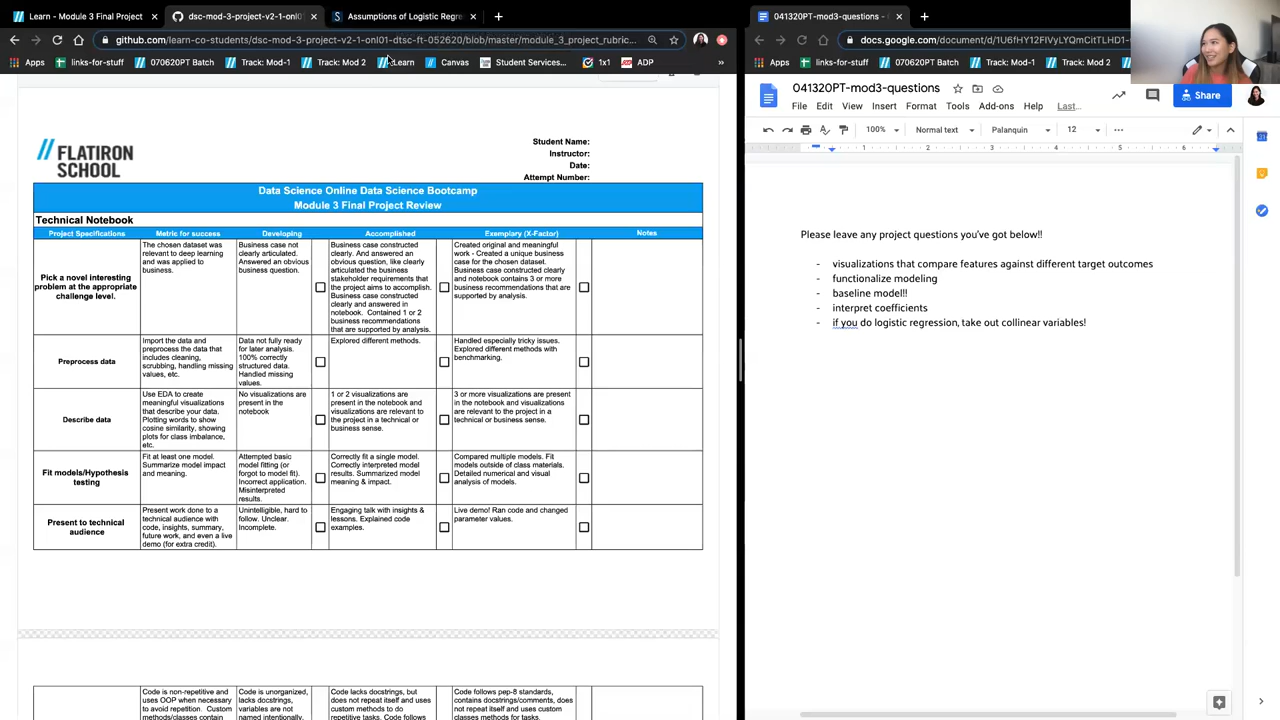 Learn - Module 3 Final Project
dsc-mod-3-project-v2-1-onl01
Assumptions of Logistic Regre
041320PT-mod3-questions -
github.com/learn-co-students/dsc-mod-3-project-v2-1-onl01-dtsc-ft-052620/blob/master/module_3_project_rubric...
docs.google.com/document/d/1U6fHY12FIVyLYQmCitTLHD1-
Apps links-for-stuff 070620PT Batch Track: Mod-1 Track: Mod 2 Learn Canvas Student Services... 1x1 ADP »
Apps links-for-stuff 070620PT Batch Track: Mod-1 Track: Mod 2
041320PT-mod3-questions
Share
File Edit View Insert Format Tools Add-ons Help Last...
100% Normal text Palanquin 12
1 2 3 4 5 6
FLATIRON
SCHOOL
Student Name:
Instructor:
Date:
Attempt Number:
Data Science Online Data Science Bootcamp
Module 3 Final Project Review
Technical Notebook
Project Specifications Metric for success Developing Accomplished Exemplary (X-Factor) Notes
Pick a novel interesting
problem at the appropriate
challenge level.
The chosen dataset was
relevant to deep learning
and was applied to
business.
Business case not
clearly articulated.
Answered an obvious
business question.
Business case constructed
clearly. And answered an
obvious question, like clearly
articulated the business
stakeholder requirements that
the project aims to accomplish.
Business case constructed
clearly and answered in
notebook. Contained 1 or 2
business recommendations
that are supported by analysis.
Created original and meaningful
work - Created a unique business
case for the chosen dataset.
Business case constructed clearly
and notebook contains 3 or more
business recommendations that are
supported by analysis.
Preprocess data
Import the data and
preprocess the data that
includes cleaning,
scrubbing, handling missing
values, etc.
Data not fully ready
for later analysis.
100% correctly
structured data.
Handled missing
values.
Explored different methods.
Handled especially tricky issues.
Explored different methods with
benchmarking.
Describe data
Use EDA to create
meaningful visualizations
that describe your data.
Plotting words to show
cosine similarity, showing
plots for class imbalance,
etc.
No visualizations are
present in the
notebook
1 or 2 visualizations are
present in the notebook and
visualizations are relevant to
the project in a technical or
business sense.
3 or more visualizations are present
in the notebook and visualizations
are relevant to the project in a
technical or business sense.
Fit models/Hypothesis
testing
Fit at least one model.
Summarize model impact
and meaning.
Attempted basic
model fitting (or
forgot to model fit).
Incorrect application.
Misinterpreted
results.
Correctly fit a single model.
Correctly interpreted model
results. Summarized model
meaning & impact.
Compared multiple models. Fit
models outside of class materials.
Detailed numerical and visual
analysis of models.
Present to technical
audience
Present work done to a
technical audience with
code, insights, summary,
future work, and even a live
demo (for extra credit).
Unintelligible, hard to
follow. Unclear.
Incomplete.
Engaging talk with insights &
lessons. Explained code
examples.
Live demo! Ran code and changed
parameter values.
Code is non-repetitive and
uses OOP when necessary
to avoid repetition. Custom
methods/classes contain
Code is unorganized,
lacks docstrings,
variables are not
named intentionally,
Code lacks docstrings, but
does not repeat itself and uses
custom methods to do
repetitive tasks. Code follows
Code follows pep-8 standards,
contains docstrings/comments, does
not repeat itself and uses custom
classes methods for tasks.
Please leave any project questions you've got below!!
- visualizations that compare features against different target outcomes
- functionalize modeling
- baseline model!!
- interpret coefficients
- if you do logistic regression, take out collinear variables!